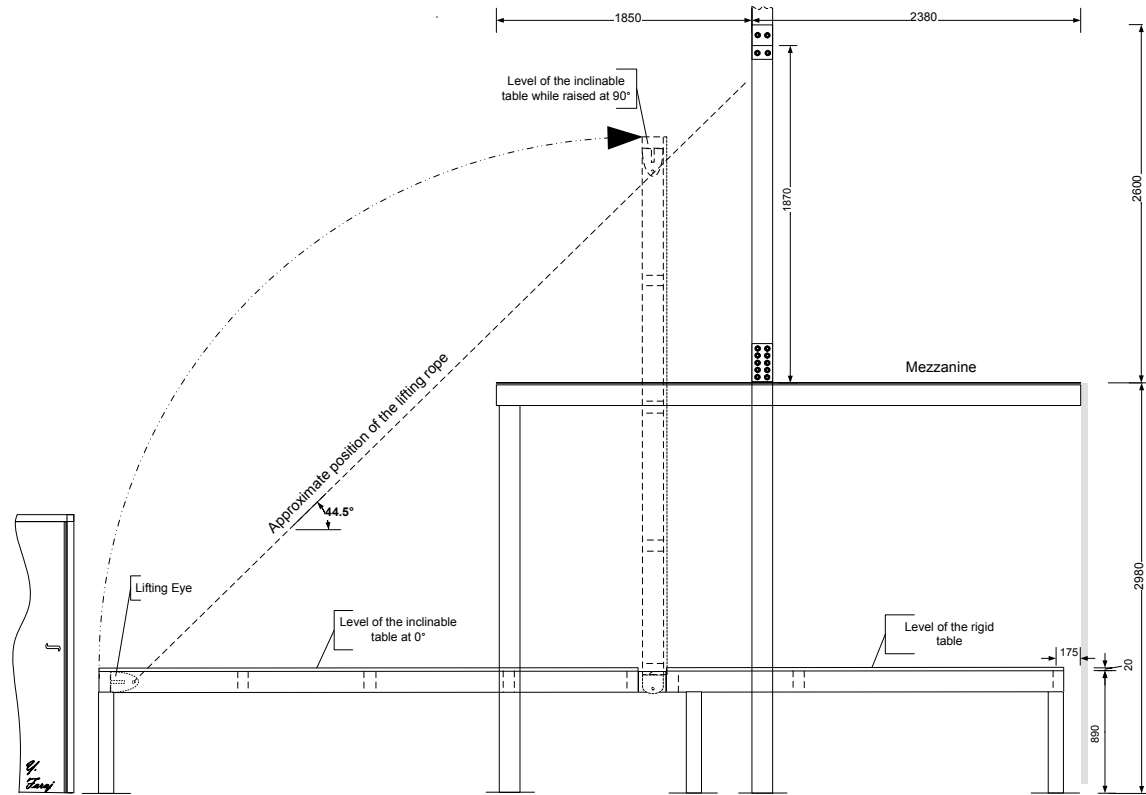 1850
2380
Level of the inclinable
table while raised at 90°
1870
2600
Mezzanine
Approximate position of the lifting rope
44.5°
2980
Lifting Eye
Level of the inclinable
table at 0°
Level of the rigid
table
175
20
890
Y.
Faraj